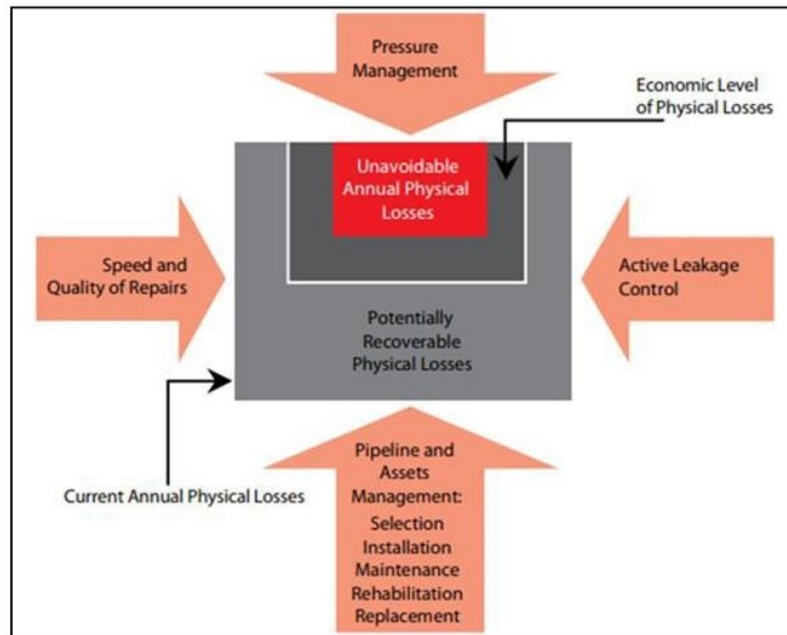 Pressure
Management
Economic Level
of Physical Losses
Unavoidable
Annual Physical
Losses
Speed and
Quality of Repairs
Active Leakage
Control
Potentially
Recoverable
Physical Losses
Current Annual Physical Losses
Pipeline and
Assets
Management:
Selection
Installation
Maintenance
Rehabilitation
Replacement